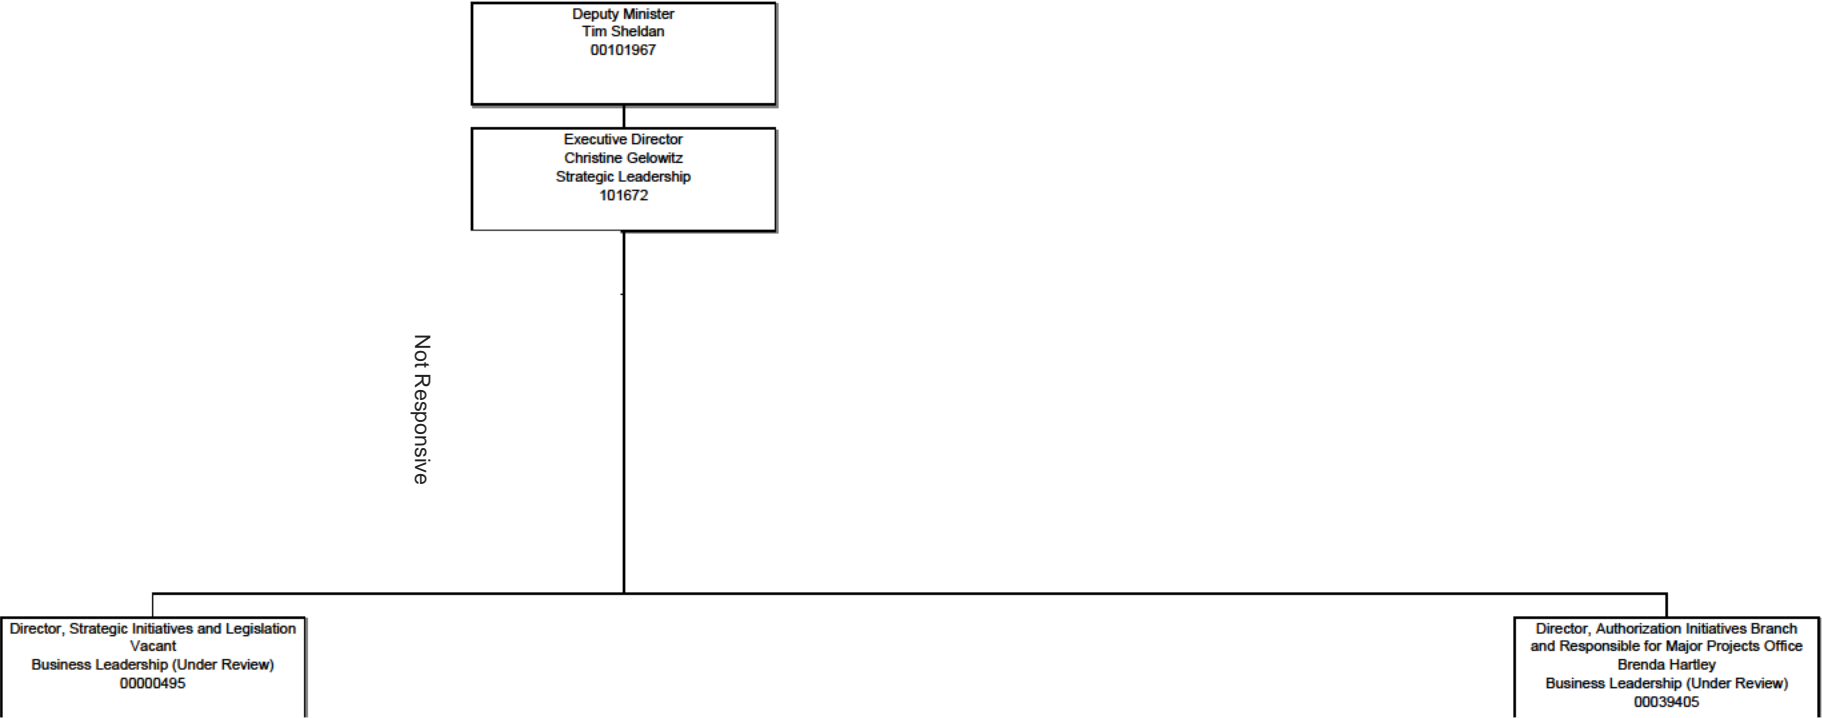 Deputy Minister
Tim Sheldan
00101967
Executive Director
Christine Gelowitz
Strategic Leadership
101672
Not Responsive
Director, Strategic Initiatives and Legislation
Vacant
Business Leadership (Under Review)
00000495
Director, Authorization Initiatives Branch
and Responsible for Major Projects Office
Brenda Hartley
Business Leadership (Under Review)
00039405